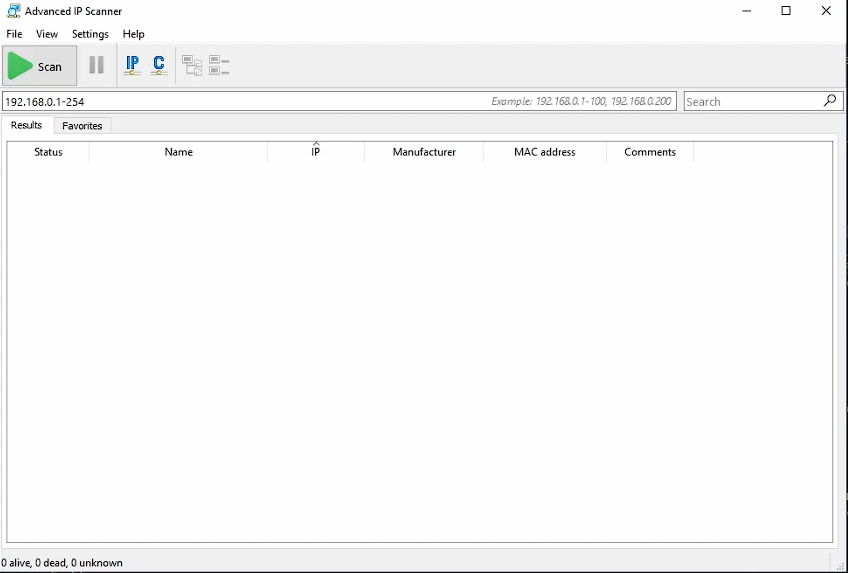 Advanced IP Scanner
File View Settings Help
Scan IP C
192.168.0.1-254 Example: 192.168.0.1-100, 192.168.0.200 Search
Results Favorites
Status Name IP Manufacturer MAC address Comments
0 alive, 0 dead, 0 unknown